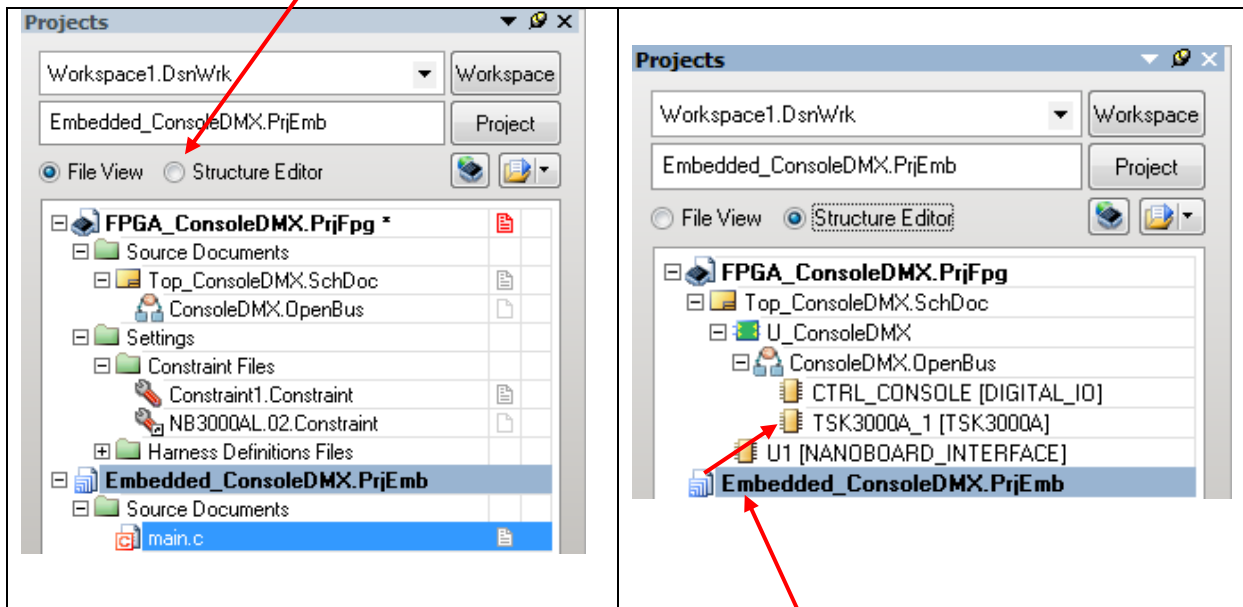 Projects
Workspace1.DsnWrk Workspace
Embedded_ConsoleDMX.PrjEmb Project
File View Structure Editor
FPGA_ConsoleDMX.PrjFpg *
Source Documents
Top_ConsoleDMX.SchDoc
ConsoleDMX.OpenBus
Settings
Constraint Files
Constraint1.Constraint
NB3000AL.02.Constraint
Harness Definitions Files
Embedded_ConsoleDMX.PrjEmb
Source Documents
main.c
Projects
Workspace1.DsnWrk Workspace
Embedded_ConsoleDMX.PrjEmb Project
File View Structure Editor
FPGA_ConsoleDMX.PrjFpg
Top_ConsoleDMX.SchDoc
U_ConsoleDMX
ConsoleDMX.OpenBus
CTRL_CONSOLE [DIGITAL_IO]
TSK3000A_1 [TSK3000A]
U1 [NANOBOARD_INTERFACE]
Embedded_ConsoleDMX.PrjEmb